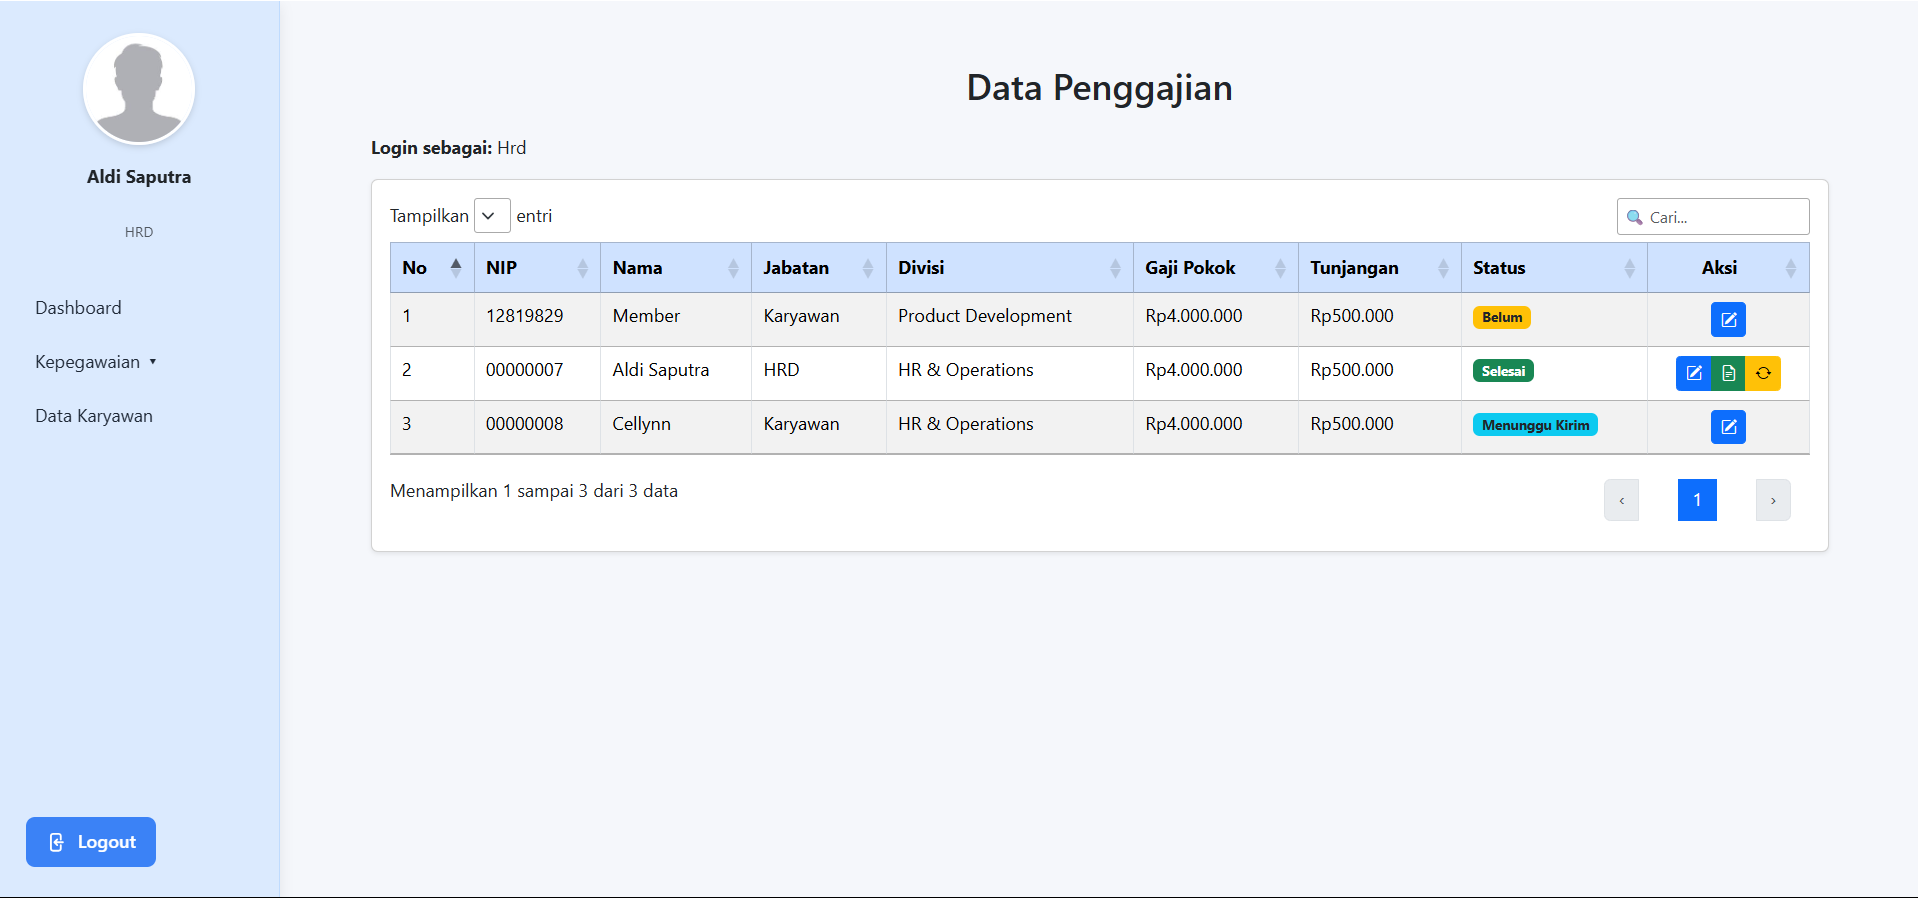 Aldi Saputra
HRD
Dashboard
Kepegawaian
Data Karyawan
Logout
Data Penggajian
Login sebagai: Hrd
Tampilkan entri
Cari...
No NIP Nama Jabatan Divisi Gaji Pokok Tunjangan Status Aksi
1 12819829 Member Karyawan Product Development Rp4.000.000 Rp500.000 Belum
2 00000007 Aldi Saputra HRD HR & Operations Rp4.000.000 Rp500.000 Selesai
3 00000008 Cellynn Karyawan HR & Operations Rp4.000.000 Rp500.000 Menunggu Kirim
Menampilkan 1 sampai 3 dari 3 data
‹ 1 ›